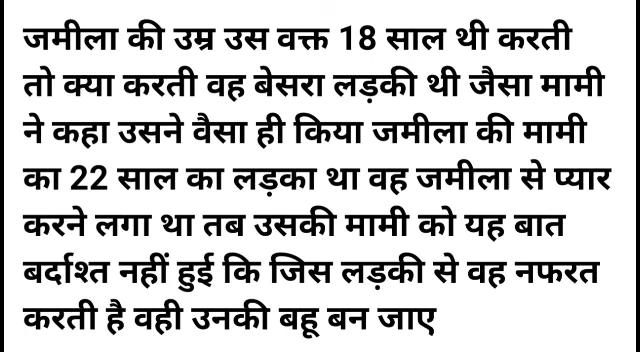 जमीला की उम्र उस वक्त 18 साल थी करती
तो क्या करती वह बेसरा लड़की थी जैसा मामी
ने कहा उसने वैसा ही किया जमीला की मामी
का 22 साल का लड़का था वह जमीला से प्यार
करने लगा था तब उसकी मामी को यह बात
बर्दाश्त नहीं हुई कि जिस लड़की से वह नफरत
करती है वही उनकी बहू बन जाए